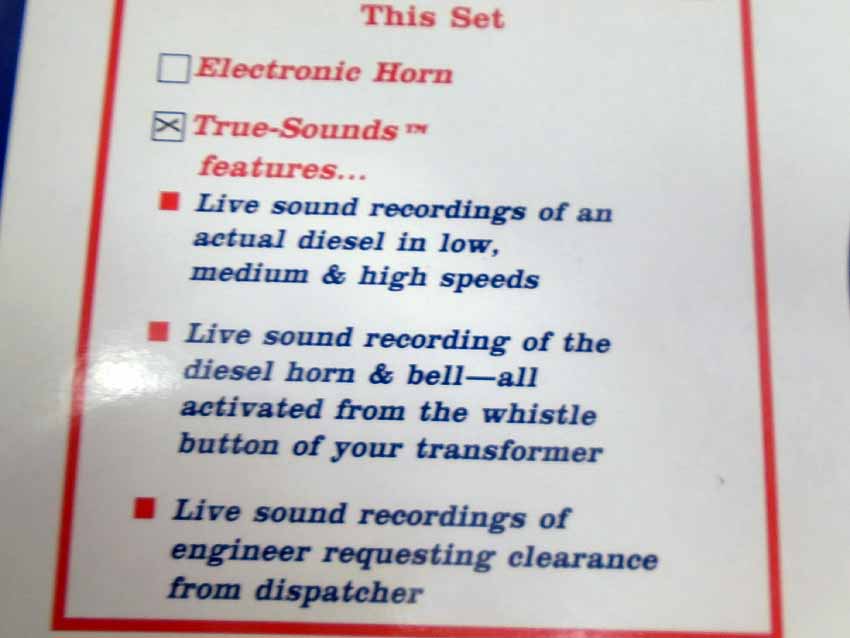 This Set
Electronic Horn
True-Sounds™
features...
Live sound recordings of an
actual diesel in low,
medium & high speeds
Live sound recording of the
diesel horn & bell—all
activated from the whistle
button of your transformer
Live sound recordings of
engineer requesting clearance
from dispatcher